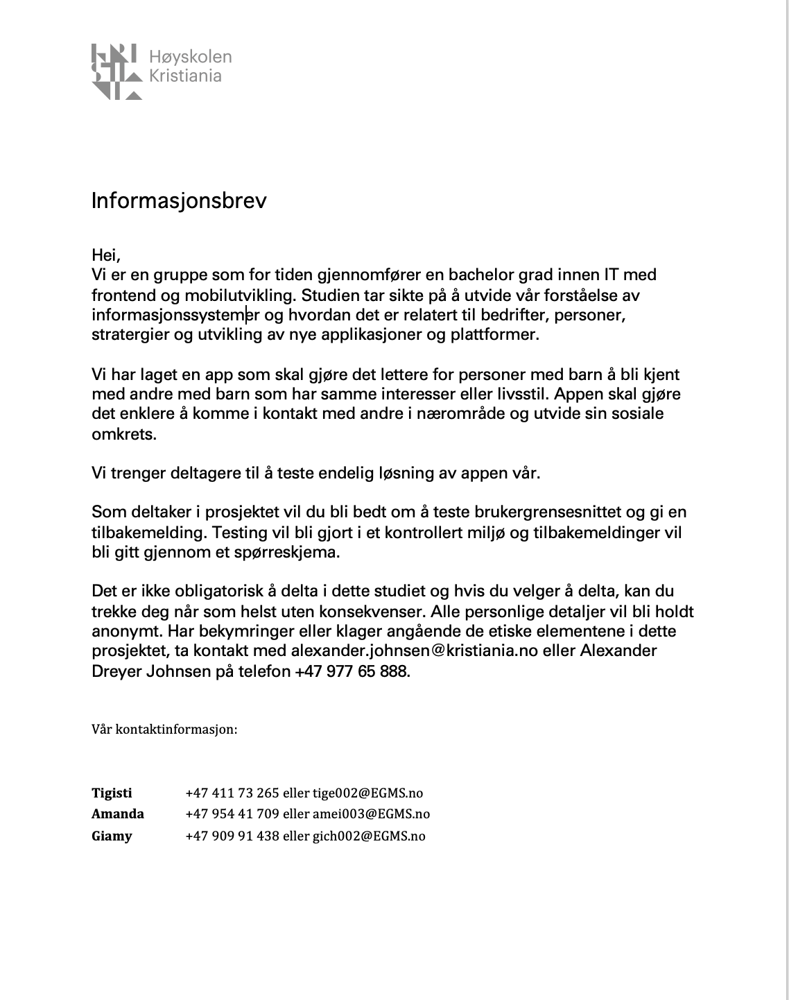 Høyskolen
Kristiania
Informasjonsbrev
Hei,
Vi er en gruppe som for tiden gjennomfører en bachelor grad innen IT med
frontend og mobilutvikling. Studien tar sikte på å utvide vår forståelse av
informasjonssystemer og hvordan det er relatert til bedrifter, personer,
stratergier og utvikling av nye applikasjoner og plattformer.
Vi har laget en app som skal gjøre det lettere for personer med barn å bli kjent
med andre med barn som har samme interesser eller livsstil. Appen skal gjøre
det enklere å komme i kontakt med andre i nærområde og utvide sin sosiale
omkrets.
Vi trenger deltagere til å teste endelig løsning av appen vår.
Som deltaker i prosjektet vil du bli bedt om å teste brukergrensesnittet og gi en
tilbakemelding. Testing vil bli gjort i et kontrollert miljø og tilbakemeldinger vil
bli gitt gjennom et spørreskjema.
Det er ikke obligatorisk å delta i dette studiet og hvis du velger å delta, kan du
trekke deg når som helst uten konsekvenser. Alle personlige detaljer vil bli holdt
anonymt. Har bekymringer eller klager angående de etiske elementene i dette
prosjektet, ta kontakt med alexander.johnsen@kristiania.no eller Alexander
Dreyer Johnsen på telefon +47 977 65 888.
Vår kontaktinformasjon:
Tigisti +47 411 73 265 eller tige002@EGMS.no
Amanda +47 954 41 709 eller amei003@EGMS.no
Giamy +47 909 91 438 eller gich002@EGMS.no